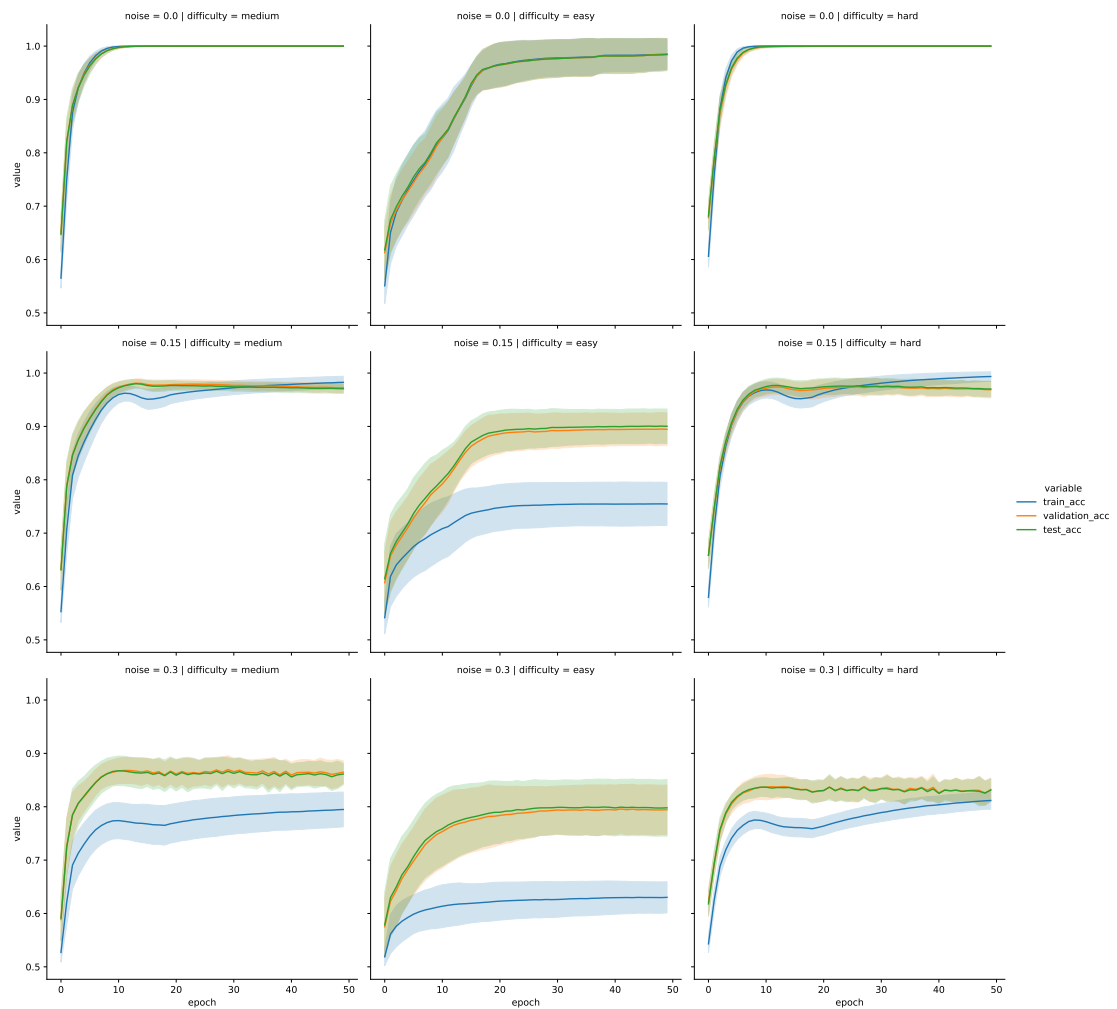 noise = 0.0 | difficulty = medium
noise = 0.0 | difficulty = easy
noise = 0.0 | difficulty = hard
1.0
0.9
0.8
0.7
0.6
0.5
value
noise = 0.15 | difficulty = medium
noise = 0.15 | difficulty = easy
noise = 0.15 | difficulty = hard
1.0
0.9
0.8
0.7
0.6
0.5
value
variable
train_acc
validation_acc
test_acc
noise = 0.3 | difficulty = medium
noise = 0.3 | difficulty = easy
noise = 0.3 | difficulty = hard
1.0
0.9
0.8
0.7
0.6
0.5
value
0 10 20 30 40 50
epoch
0 10 20 30 40 50
epoch
0 10 20 30 40 50
epoch